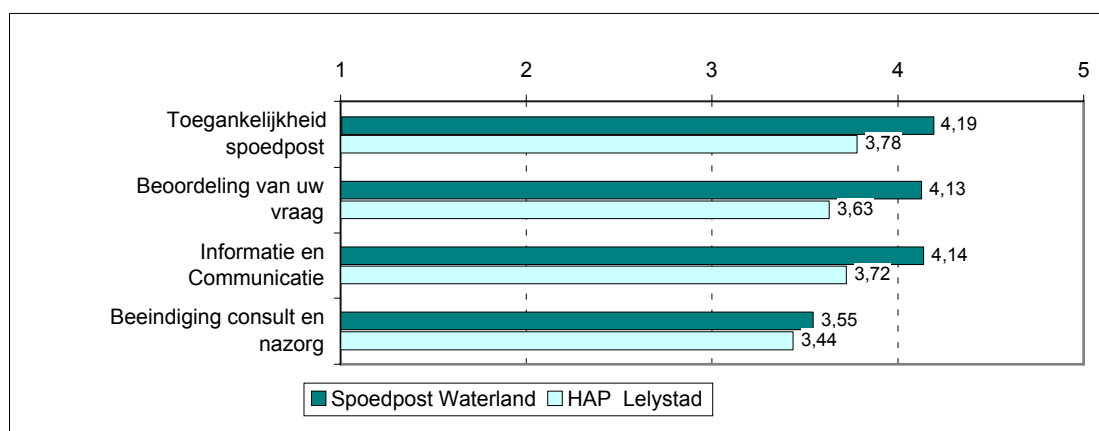 1 2 3 4 5
Toegankelijkheid
spoedpost
4,19
3,78
Beoordeling van uw
vraag
4,13
3,63
Informatie en
Communicatie
4,14
3,72
Beeindiging consult en
nazorg
3,55
3,44
Spoedpost Waterland HAP Lelystad